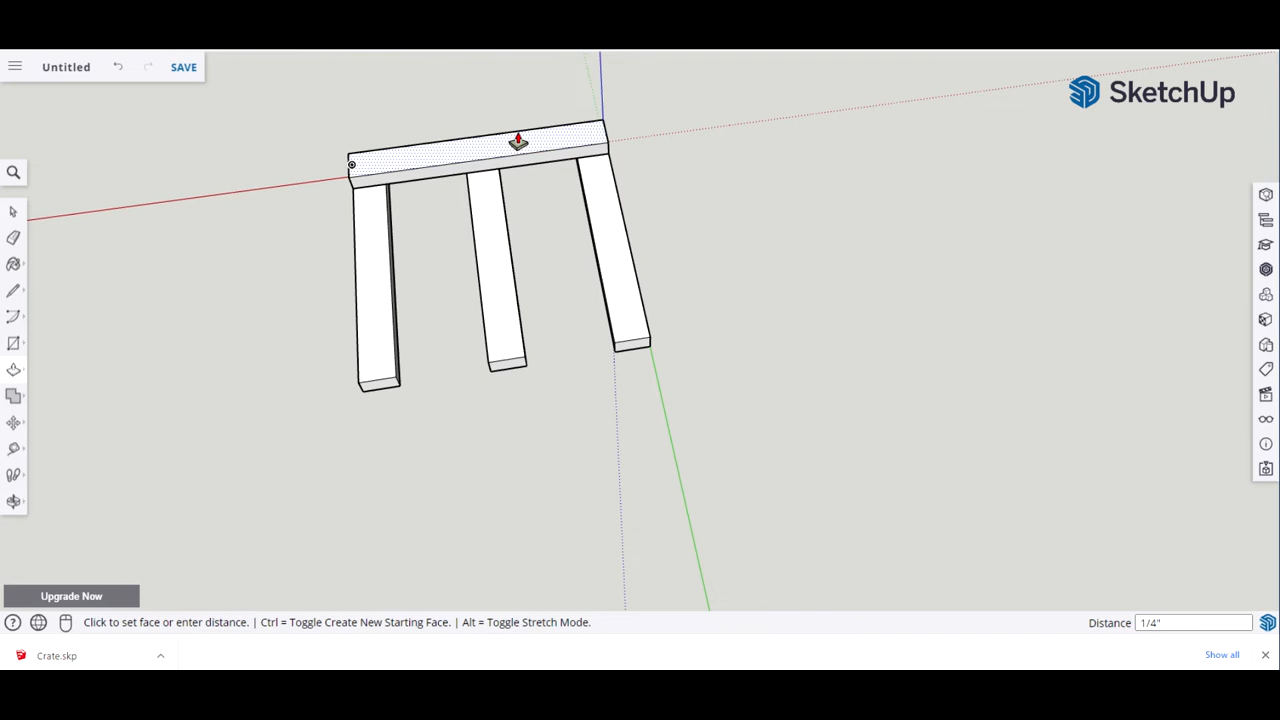 Untitled
SAVE
SketchUp
Upgrade Now
Click to set face or enter distance. | Ctrl = Toggle Create New Starting Face. | Alt = Toggle Stretch Mode.
Distance 1/4"
Crate.skp
Show all